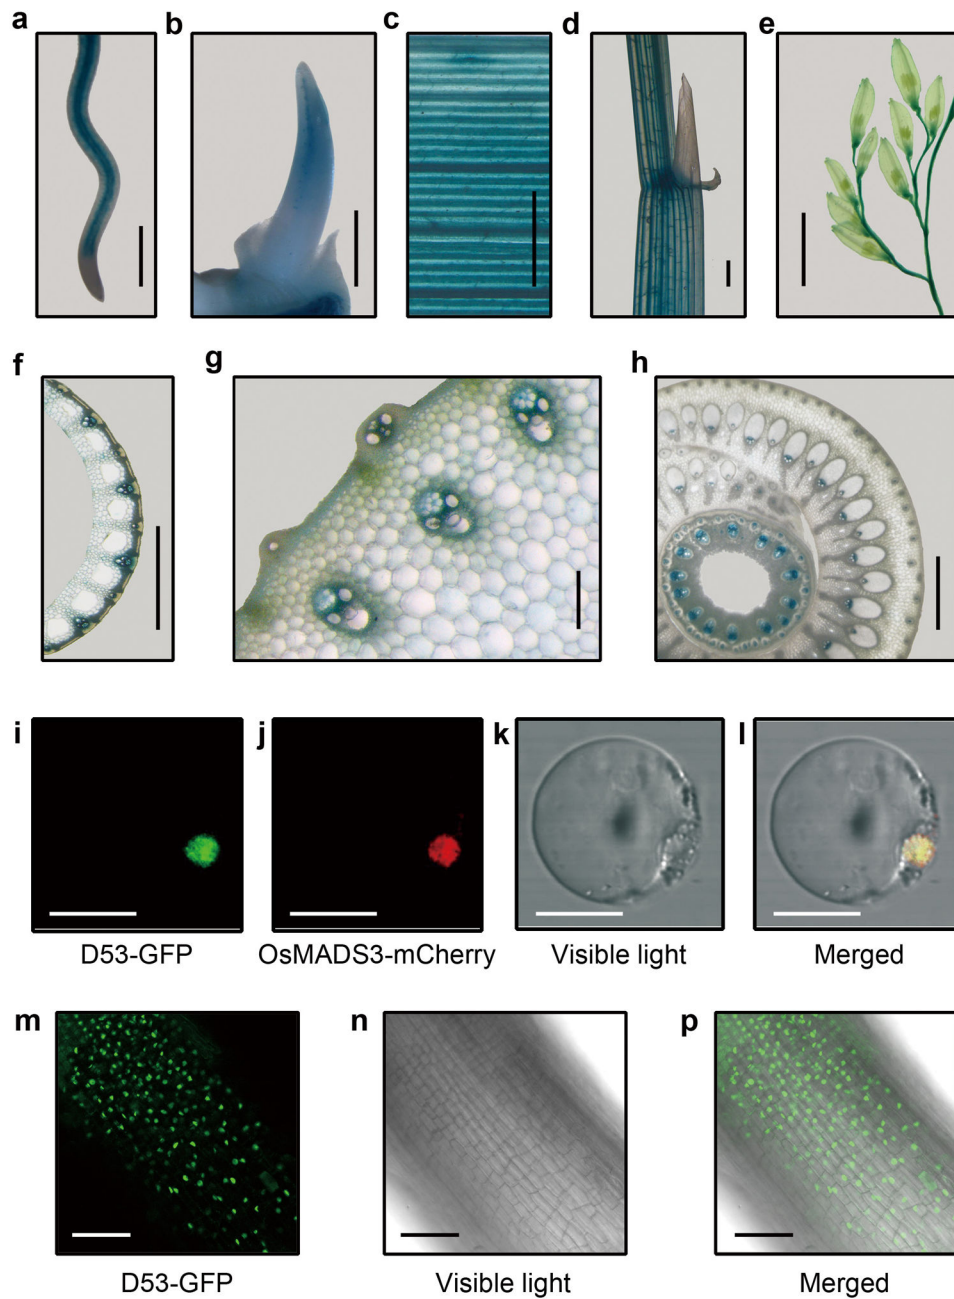 a b c d e
f g h
i j k l
D53-GFP OsMADS3-mCherry Visible light Merged
m n p
D53-GFP Visible light Merged